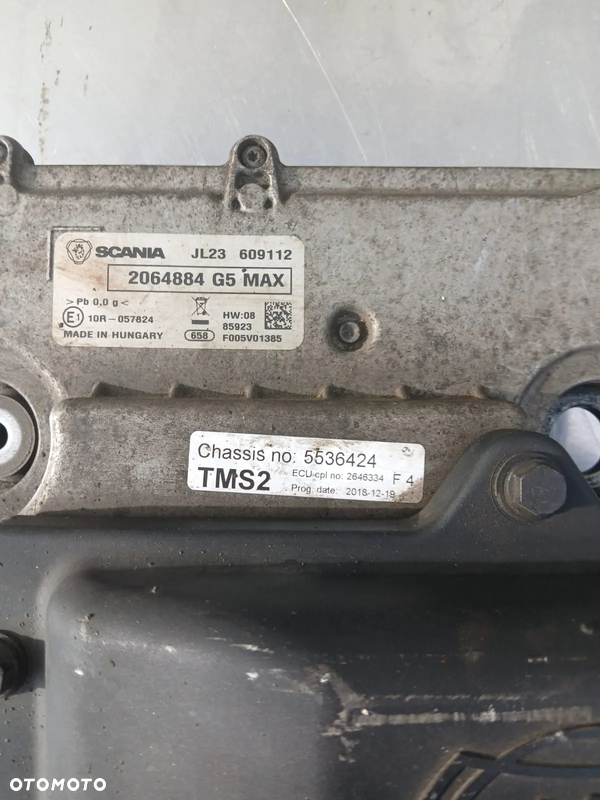 SCANIA JL23 609112
2064884 G5 MAX
>Pb 0,0 g<
E1 10R-057824
HW:08
85923
MADE IN HUNGARY 658 F005V01385
Chassis no: 5536424
TMS2 ECU-cpl no: 2646334 F 4
Prog. date: 2018-12-19
OTOMOTO